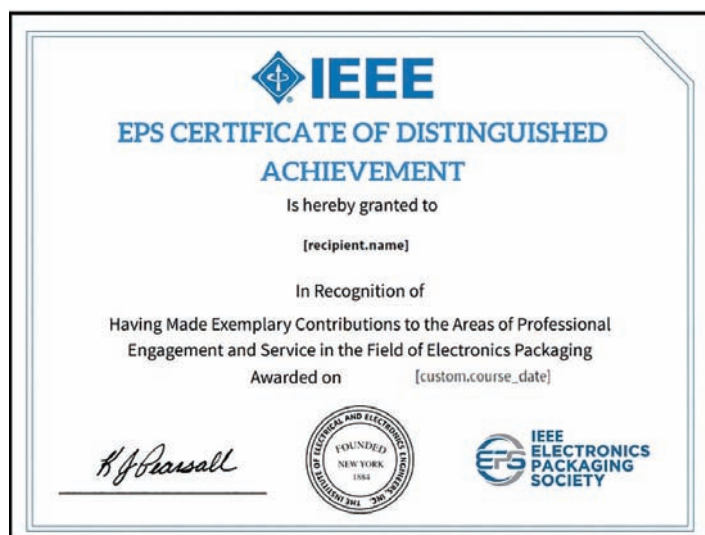 IEEE
EPS CERTIFICATE OF DISTINGUISHED
ACHIEVEMENT
Is hereby granted to
[recipient.name]
In Recognition of
Having Made Exemplary Contributions to the Areas of Professional
Engagement and Service in the Field of Electronics Packaging
Awarded on [custom.course_date]
K J Pearsall
THE INSTITUTE OF ELECTRICAL AND ELECTRONICS ENGINEERS, INC.
FOUNDED
NEW YORK
1884
EPS
IEEE
ELECTRONICS
PACKAGING
SOCIETY